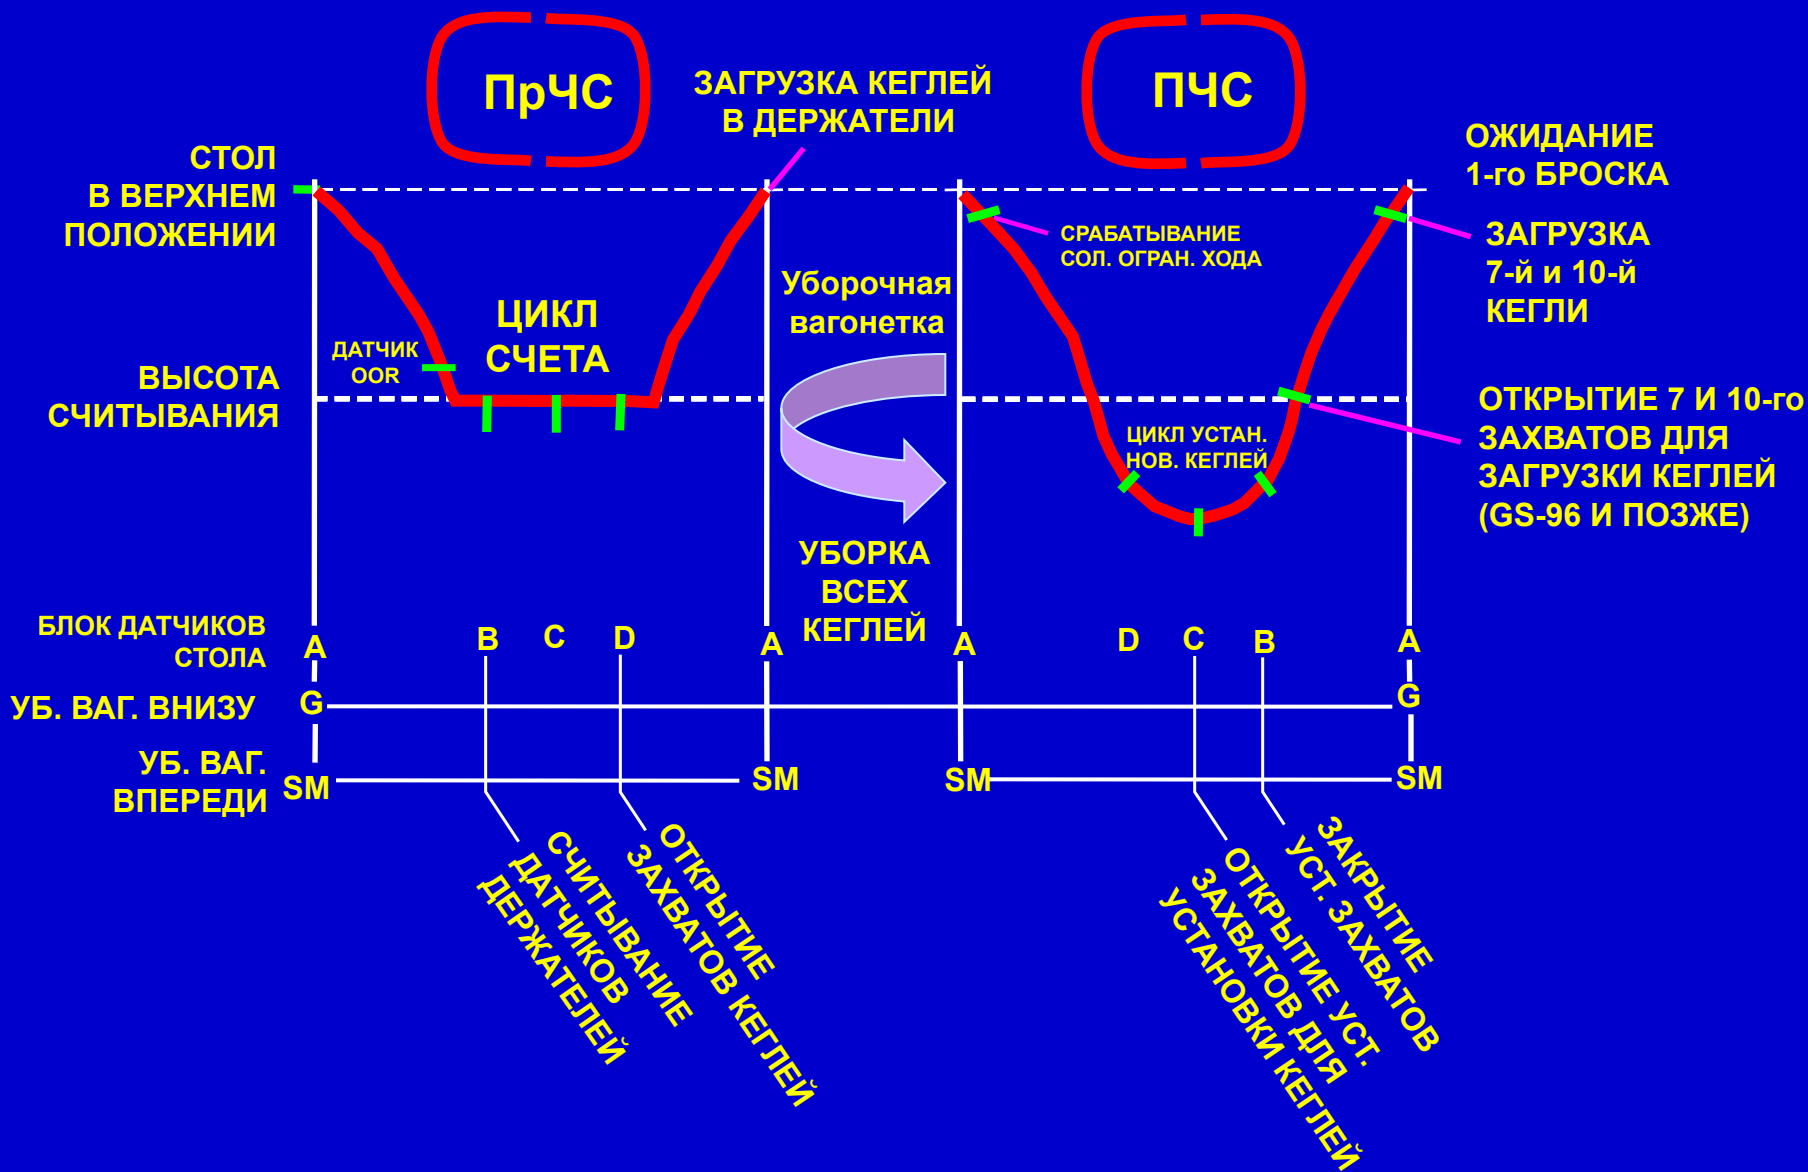 ПрЧС
ЗАГРУЗКА КЕГЛЕЙ
В ДЕРЖАТЕЛИ
ПЧС
ОЖИДАНИЕ
1-го БРОСКА
СТОЛ
В ВЕРХНЕМ
ПОЛОЖЕНИИ
СРАБАТЫВАНИЕ
СОЛ. ОГРАН. ХОДА
ЗАГРУЗКА
7-й и 10-й
КЕГЛИ
Уборочная
вагонетка
ЦИКЛ
СЧЕТА
ДАТЧИК
OOR
ВЫСОТА
СЧИТЫВАНИЯ
ЦИКЛ УСТАН.
НОВ. КЕГЛЕЙ
ОТКРЫТИЕ 7 И 10-го
ЗАХВАТОВ ДЛЯ
ЗАГРУЗКИ КЕГЛЕЙ
(GS-96 И ПОЗЖЕ)
УБОРКА
ВСЕХ
КЕГЛЕЙ
БЛОК ДАТЧИКОВ
СТОЛА
A B C D A A D C B A
УБ. ВАГ. ВНИЗУ
G G
УБ. ВАГ.
ВПЕРЕДИ
SM SM SM SM
СЧИТЫВАНИЕ
ДАТЧИКОВ
ДЕРЖАТЕЛЕЙ
ОТКРЫТИЕ
ЗАХВАТОВ КЕГЛЕЙ
ОТКРЫТИЕ УСТ.
ЗАХВАТОВ ДЛЯ
УСТАНОВКИ КЕГЛЕЙ
ЗАКРЫТИЕ
УСТ. ЗАХВАТОВ